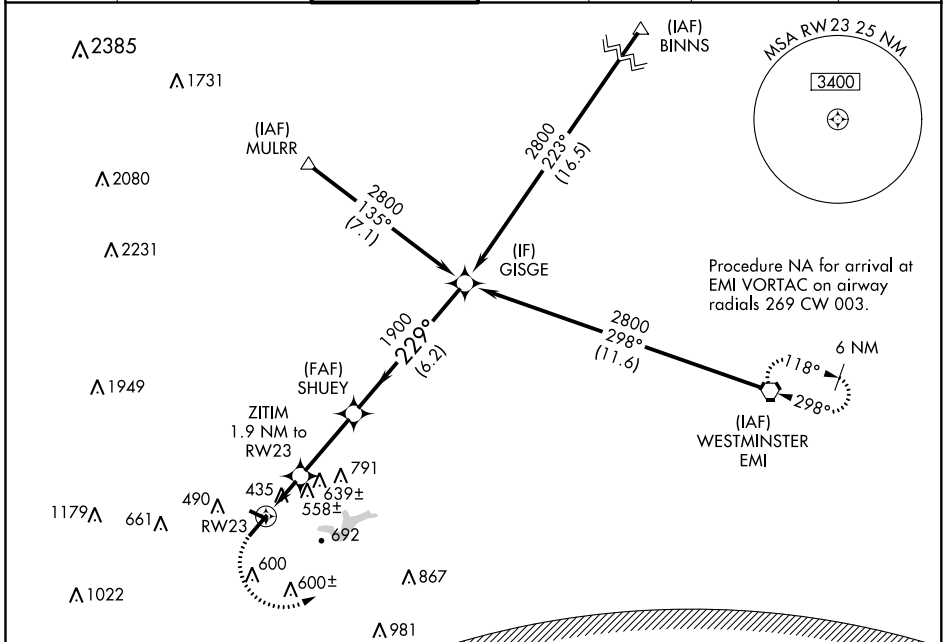 2385
1731
(IAF)
BINNS
MSA RW23 25 NM
3400
(IAF)
MULRR
2800
223°
(16.5)
2080
2800
135°
(7.1)
2231
(IF)
GISGE
Procedure NA for arrival at
EMI VORTAC on airway
radials 269 CW 003.
2800
298°
(11.6)
1900
229°
(6.2)
6 NM
118°
298°
(IAF)
WESTMINSTER
EMI
1949
(FAF)
SHUEY
ZITIM
1.9 NM to
RW23
791
435
639±
558±
490
RW23
1179
661
692
600
600±
867
1022
981